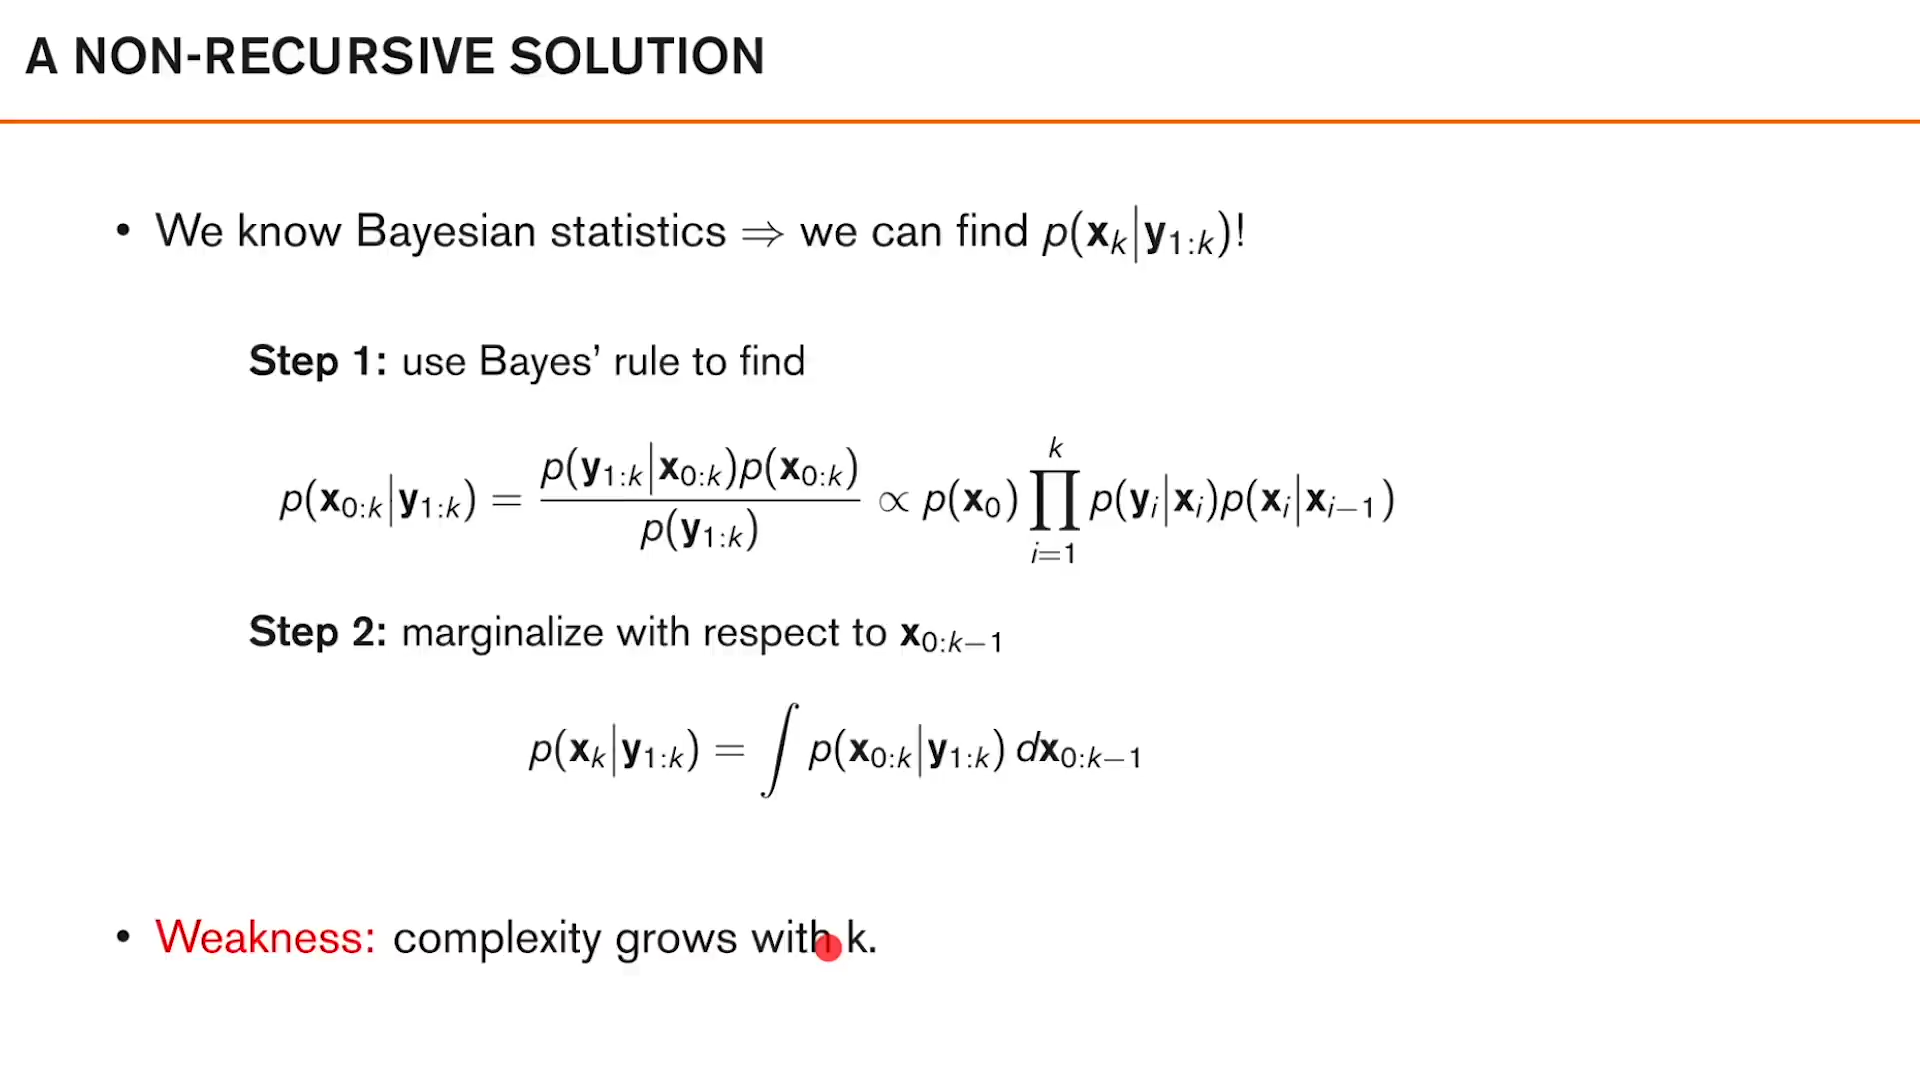 A NON-RECURSIVE SOLUTION
• We know Bayesian statistics ⇒ we can find p(x_k|y_{1:k})!
Step 1: use Bayes’ rule to find
p(x_{0:k}|y_{1:k}) = \frac{p(y_{1:k}|x_{0:k})p(x_{0:k})}{p(y_{1:k})} ∝ p(x_0) \prod_{i=1}^{k} p(y_i|x_i)p(x_i|x_{i−1})
Step 2: marginalize with respect to x_{0:k−1}
p(x_k|y_{1:k}) = ∫ p(x_{0:k}|y_{1:k}) dx_{0:k−1}
• Weakness: complexity grows with k.